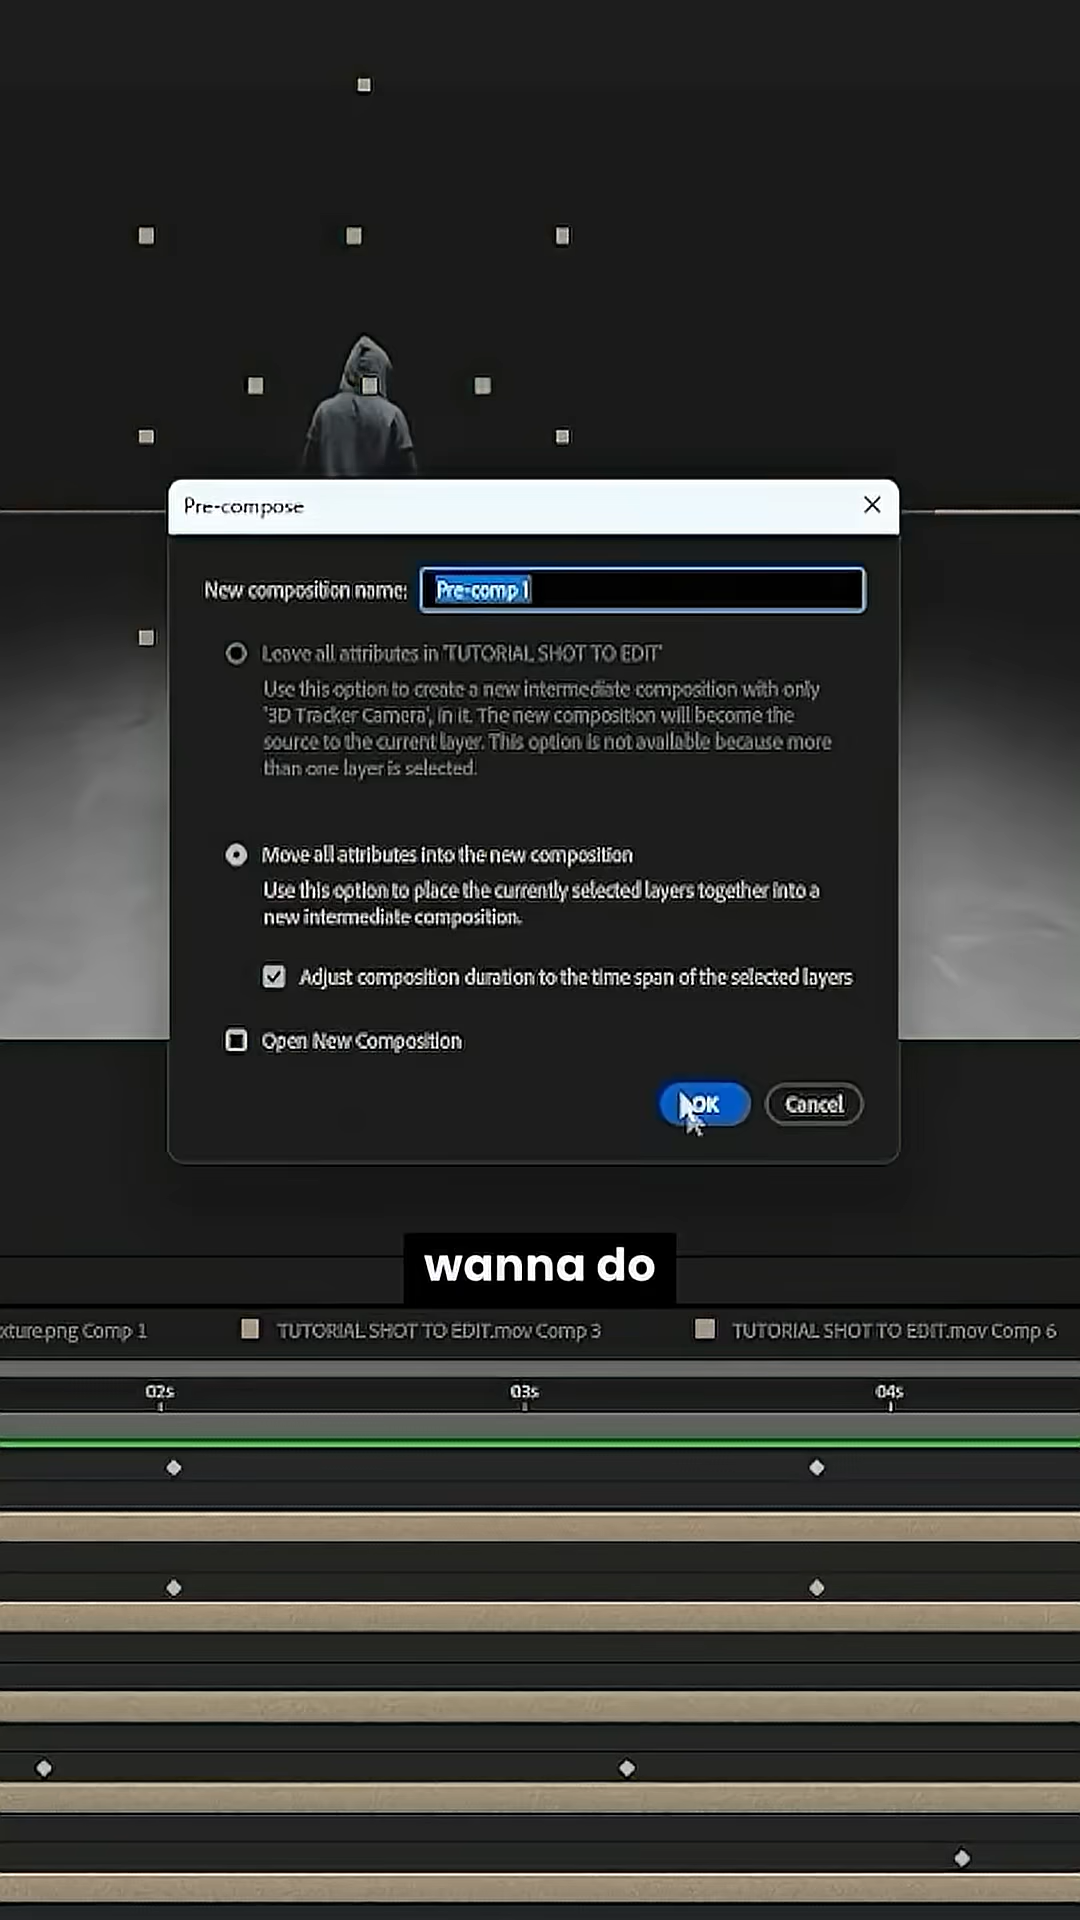 Pre-compose
New composition name: Pre-comp 1
Leave all attributes in 'TUTORIAL SHOT TO EDIT'
Use this option to create a new intermediate composition with only
'3D Tracker Camera', in it. The new composition will become the
source to the current layer. This option is not available because more
than one layer is selected.
Move all attributes into the new composition
Use this option to place the currently selected layers together into a
new intermediate composition.
Adjust composition duration to the time span of the selected layers
Open New Composition
OK Cancel
wanna do
xture.png Comp 1 TUTORIAL SHOT TO EDIT.mov Comp 3 TUTORIAL SHOT TO EDIT.mov Comp 6
02s 03s 04s